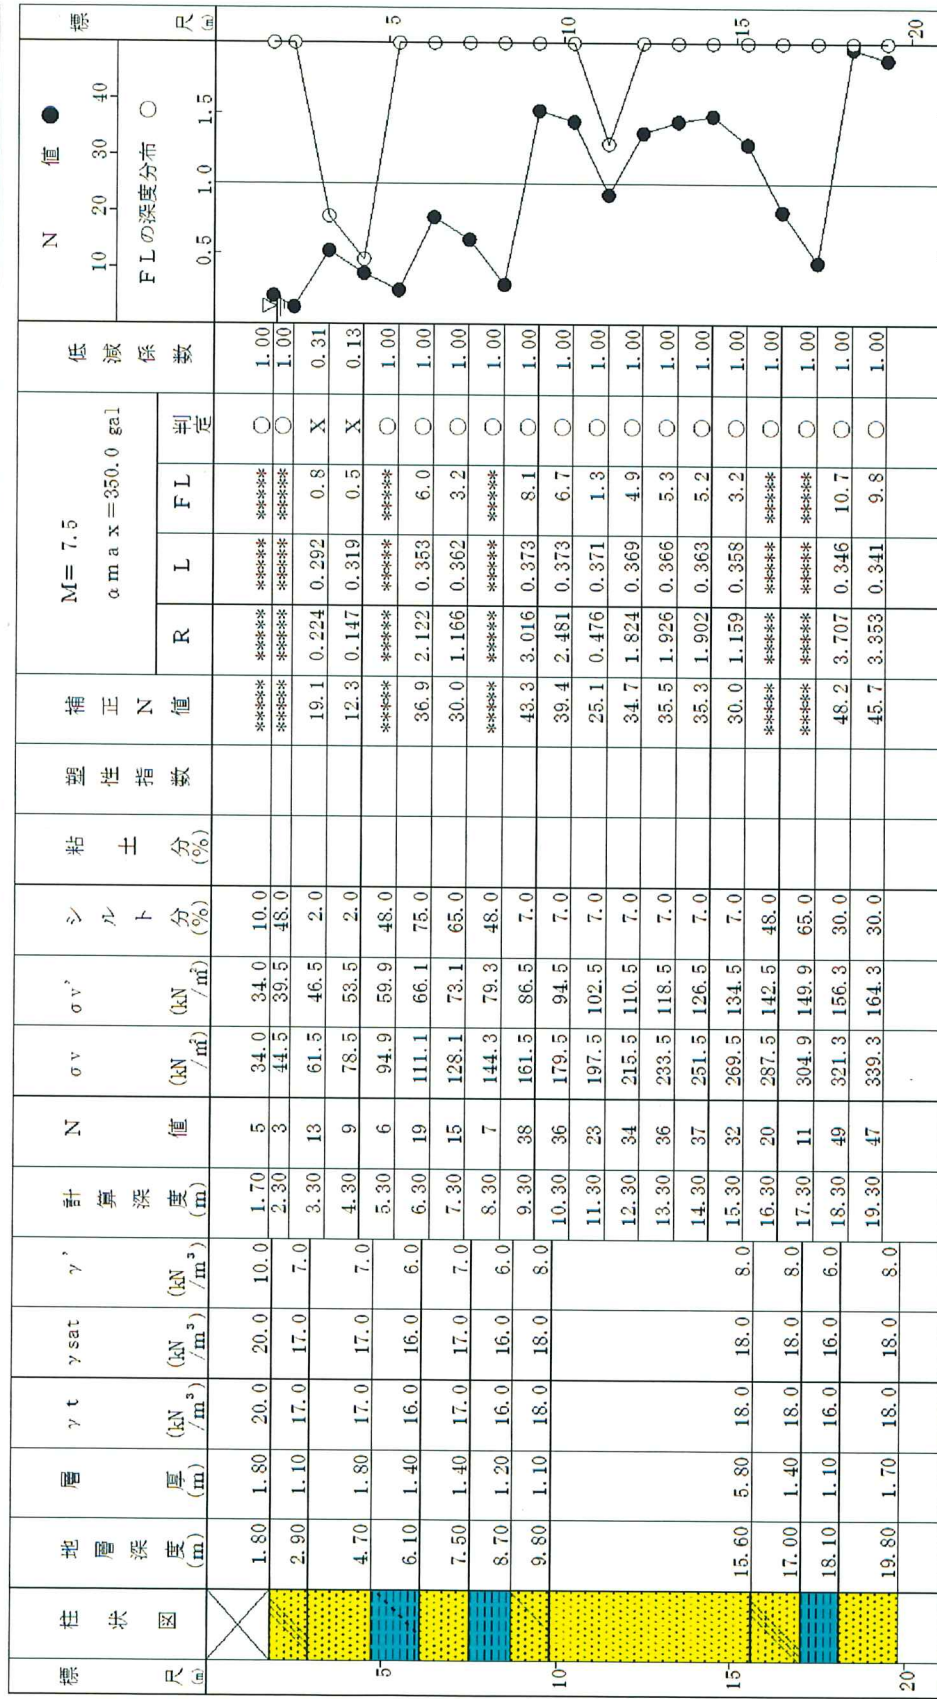 標尺(m) 柱状図 地層深度(m) 層厚(m) γt(kN/m³) γsat(kN/m³) γ'(kN/m³) 計算深度(m) N値 σv(kN/㎡) σv'(kN/㎡) シルト分(%) 粘土分(%) 塑性指数 補正N値 M= 7.5 低減係数 N値 ● 標尺(m)
αmax=350.0 gal
R L FL 判定
10 20 30 40
FLの深度分布 ○
0.5 1.0 1.5
1.80 1.80 20.0 20.0 10.0
2.90 1.10 17.0 17.0 7.0
4.70 1.80 17.0 17.0 7.0
6.10 1.40 16.0 16.0 6.0
7.50 1.40 17.0 17.0 7.0
8.70 1.20 16.0 16.0 6.0
9.80 1.10 18.0 18.0 8.0
15.60 5.80 18.0 18.0 8.0
17.00 1.40 18.0 18.0 8.0
18.10 1.10 16.0 16.0 6.0
19.80 1.70 18.0 18.0 8.0
1.70 5 34.0 34.0 10.0 ***** ***** ***** ***** ○ 1.00
2.30 3 44.5 39.5 48.0 ***** ***** ***** ***** ○ 1.00
3.30 13 61.5 46.5 2.0 19.1 0.224 0.292 0.8 X 0.31
4.30 9 78.5 53.5 2.0 12.3 0.147 0.319 0.5 X 0.13
5.30 6 94.9 59.9 48.0 ***** ***** ***** ***** ○ 1.00
6.30 19 111.1 66.1 75.0 36.9 2.122 0.353 6.0 ○ 1.00
7.30 15 128.1 73.1 65.0 30.0 1.166 0.362 3.2 ○ 1.00
8.30 7 144.3 79.3 48.0 ***** ***** ***** ***** ○ 1.00
9.30 38 161.5 86.5 7.0 43.3 3.016 0.373 8.1 ○ 1.00
10.30 36 179.5 94.5 7.0 39.4 2.481 0.373 6.7 ○ 1.00
11.30 23 197.5 102.5 7.0 25.1 0.476 0.371 1.3 ○ 1.00
12.30 34 215.5 110.5 7.0 34.7 1.824 0.369 4.9 ○ 1.00
13.30 36 233.5 118.5 7.0 35.5 1.926 0.366 5.3 ○ 1.00
14.30 37 251.5 126.5 7.0 35.3 1.902 0.363 5.2 ○ 1.00
15.30 32 269.5 134.5 7.0 30.0 1.159 0.358 3.2 ○ 1.00
16.30 20 287.5 142.5 48.0 ***** ***** ***** ***** ○ 1.00
17.30 11 304.9 149.9 65.0 ***** ***** ***** ***** ○ 1.00
18.30 49 321.3 156.3 30.0 48.2 3.707 0.346 10.7 ○ 1.00
19.30 47 339.3 164.3 30.0 45.7 3.353 0.341 9.8 ○ 1.00
5
10
15
20
5
10
15
20